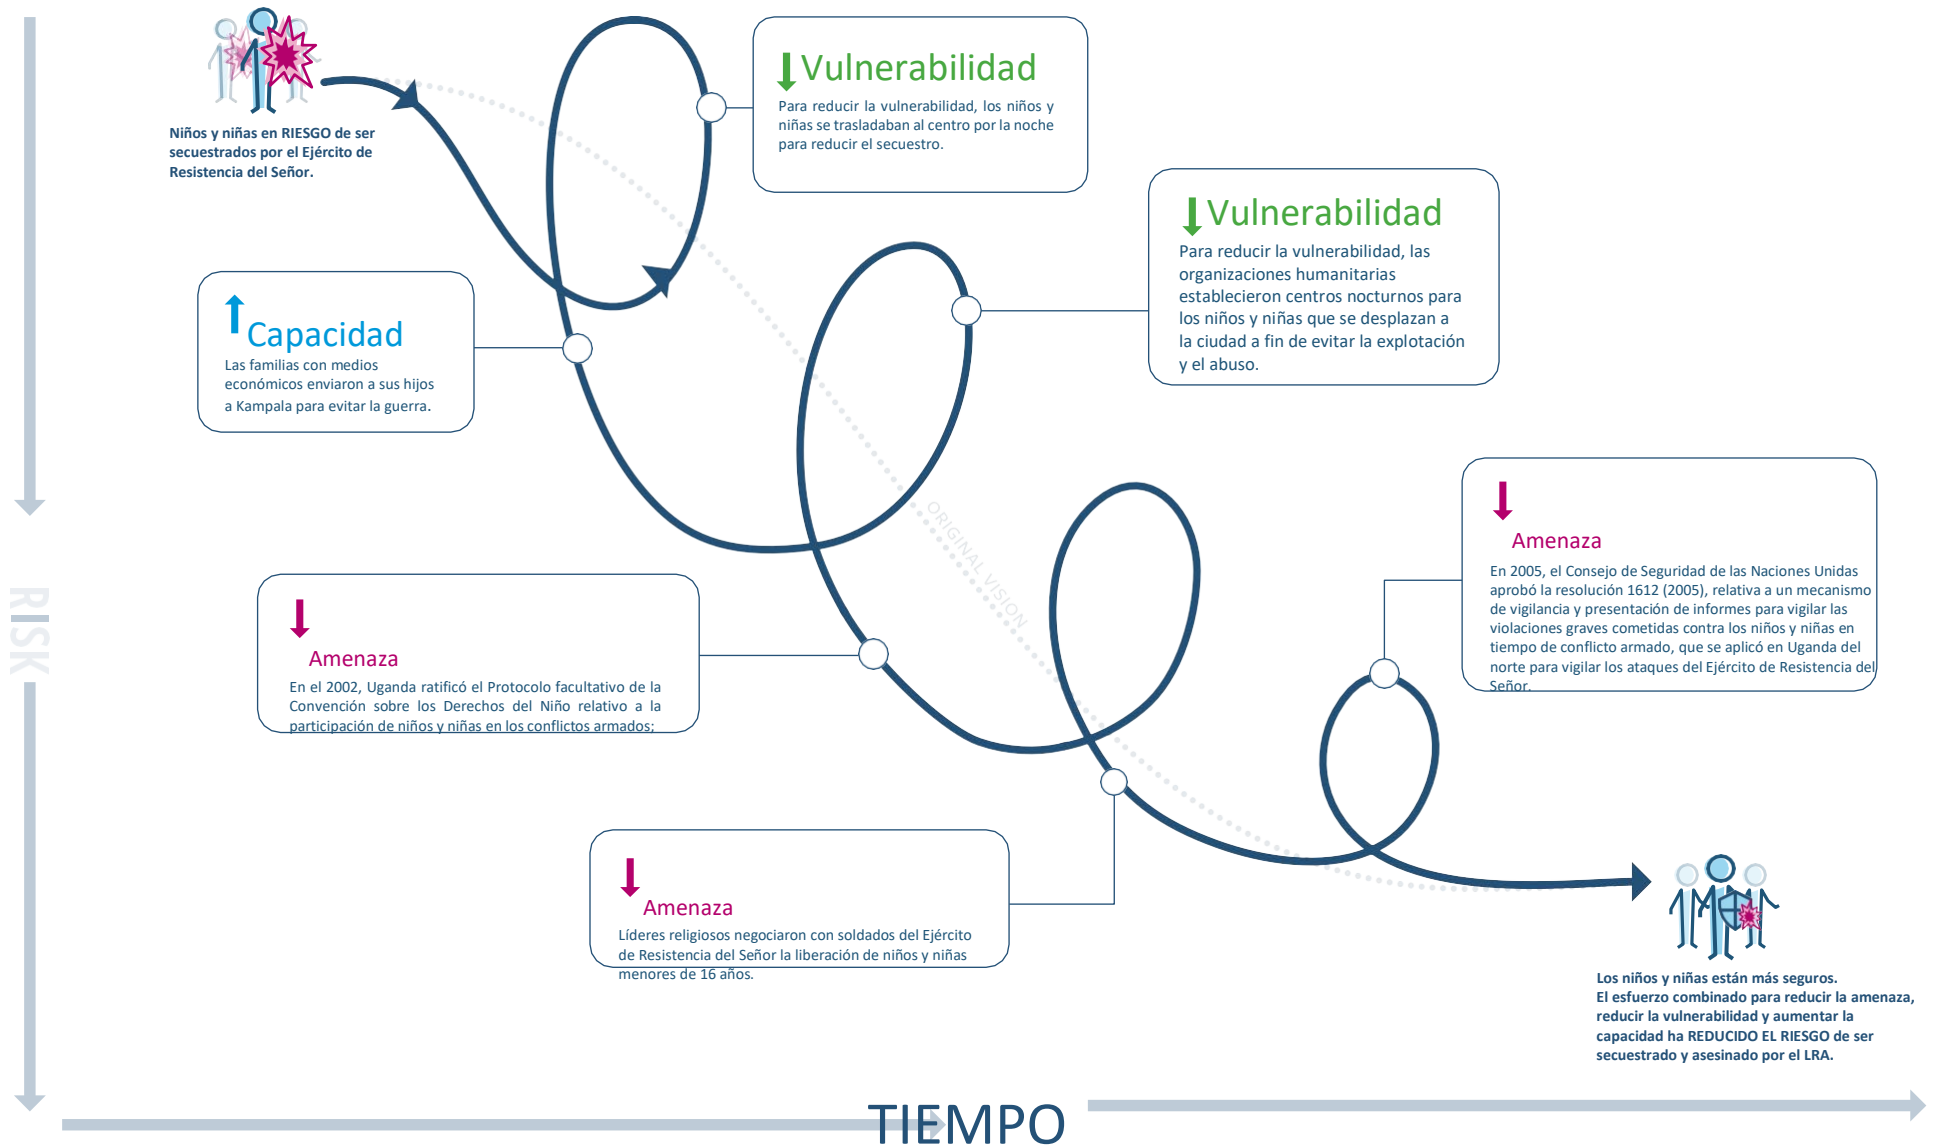 Niños y niñas en RIESGO de ser
secuestrados por el Ejército de
Resistencia del Señor.
Vulnerabilidad
Para reducir la vulnerabilidad, los niños y
niñas se trasladaban al centro por la noche
para reducir el secuestro.
Vulnerabilidad
Para reducir la vulnerabilidad, las
organizaciones humanitarias
establecieron centros nocturnos para
los niños y niñas que se desplazan a
la ciudad a fin de evitar la explotación
y el abuso.
Capacidad
Las familias con medios
económicos enviaron a sus hijos
a Kampala para evitar la guerra.
ORIGINAL VISION
Amenaza
En 2005, el Consejo de Seguridad de las Naciones Unidas
aprobó la resolución 1612 (2005), relativa a un mecanismo
de vigilancia y presentación de informes para vigilar las
violaciones graves cometidas contra los niños y niñas en
tiempo de conflicto armado, que se aplicó en Uganda del
norte para vigilar los ataques del Ejército de Resistencia del
Señor.
RISK
Amenaza
En el 2002, Uganda ratificó el Protocolo facultativo de la
Convención sobre los Derechos del Niño relativo a la
participación de niños y niñas en los conflictos armados;
Amenaza
Líderes religiosos negociaron con soldados del Ejército
de Resistencia del Señor la liberación de niños y niñas
menores de 16 años.
Los niños y niñas están más seguros.
El esfuerzo combinado para reducir la amenaza,
reducir la vulnerabilidad y aumentar la
capacidad ha REDUCIDO EL RIESGO de ser
secuestrado y asesinado por el LRA.
TIEMPO